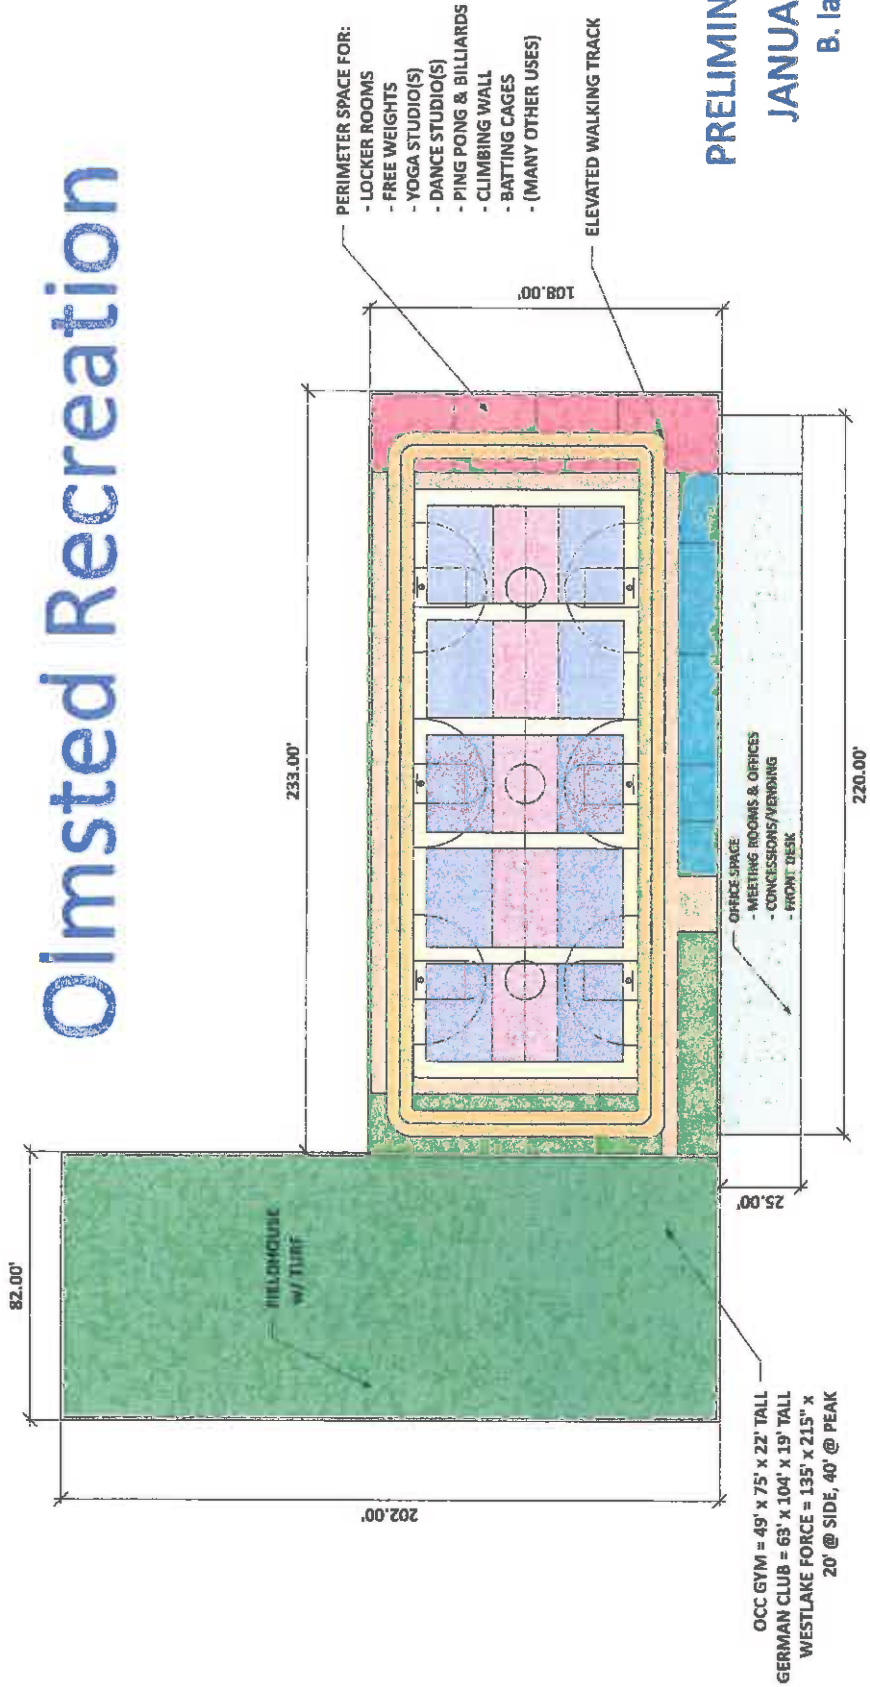 Olmsted Recreation
PERIMETER SPACE FOR:
- LOCKER ROOMS
- FREE WEIGHTS
- YOGA STUDIO(S)
- DANCE STUDIO(S)
- PING PONG & BILLIARDS
- CLIMBING WALL
- BATTING CAGES
- (MANY OTHER USES)
ELEVATED WALKING TRACK
233.00'
108.00'
82.00'
202.00'
FIELDHOUSE
W/ TURF
OFFICE SPACE
- MEETING ROOMS & OFFICES
- CONCESSIONS/VENDING
- FRONT DESK
25.00'
220.00'
OCC GYM = 49' x 75' x 22' TALL
GERMAN CLUB = 63' x 104' x 19' TALL
WESTLAKE FORCE = 135' x 215" x
20' @ SIDE, 40' @ PEAK
PRELIMIN
JANUA
B. Ia